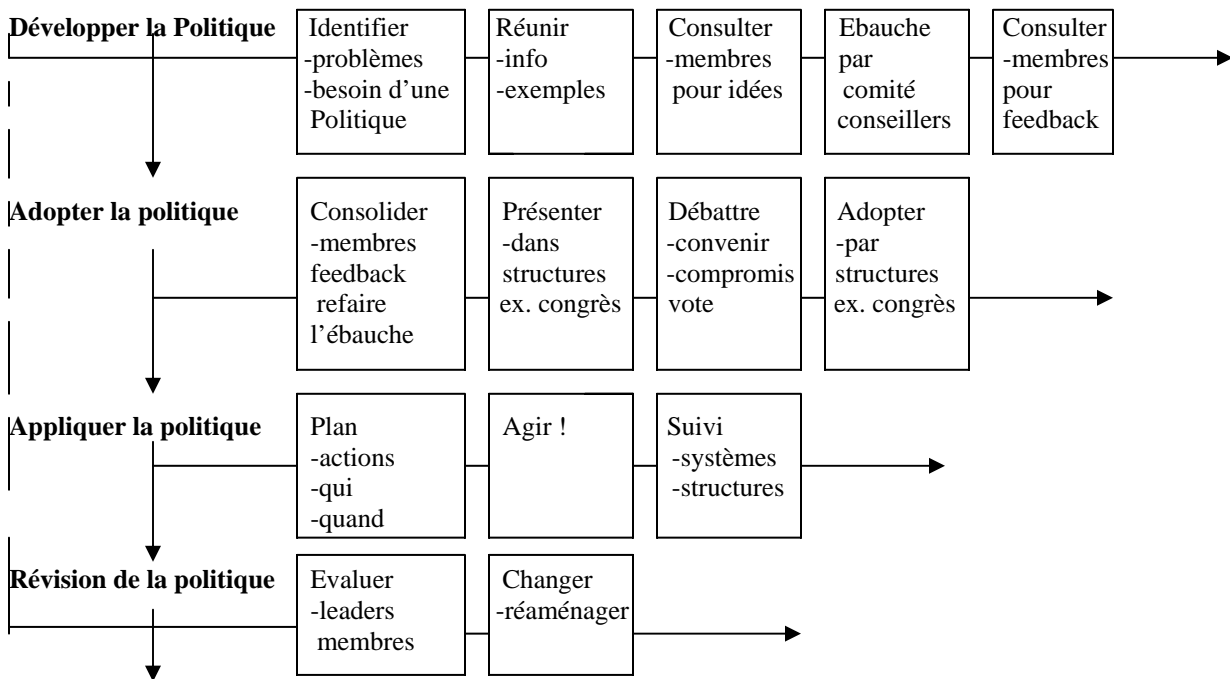 Développer la Politique
Identifier
-problèmes
-besoin d’une
Politique
Réunir
-info
-exemples
Consulter
-membres
pour idées
Ebauche
par
comité
conseillers
Consulter
-membres
pour
feedback
Adopter la politique
Consolider
-membres
feedback
refaire
l’ébauche
Présenter
-dans
structures
ex. congrès
Débattre
-convenir
-compromis
vote
Adopter
-par
structures
ex. congrès
Appliquer la politique
Plan
-actions
-qui
-quand
Agir !
Suivi
-systèmes
-structures
Révision de la politique
Evaluer
-leaders
membres
Changer
-réaménager